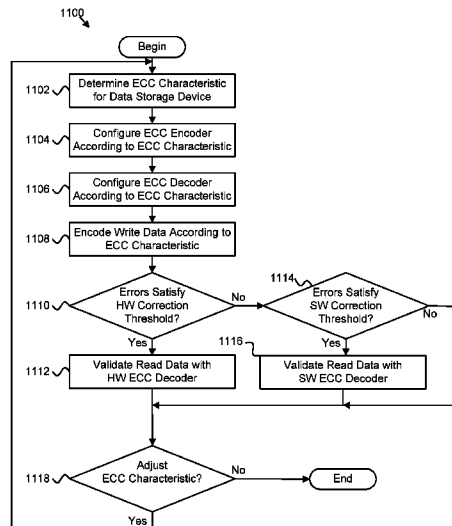 1100
Begin
1102
Determine ECC Characteristic
for Data Storage Device
1104
Configure ECC Encoder
According to ECC Characteristic
1106
Configure ECC Decoder
According to ECC Characteristic
1108
Encode Write Data According to
ECC Characteristic
1110
Errors Satisfy
HW Correction
Threshold?
No
Yes
1114
Errors Satisfy
SW Correction
Threshold?
No
Yes
1112
Validate Read Data with
HW ECC Decoder
1116
Validate Read Data with
SW ECC Decoder
1118
Adjust
ECC Characteristic?
No
End
Yes